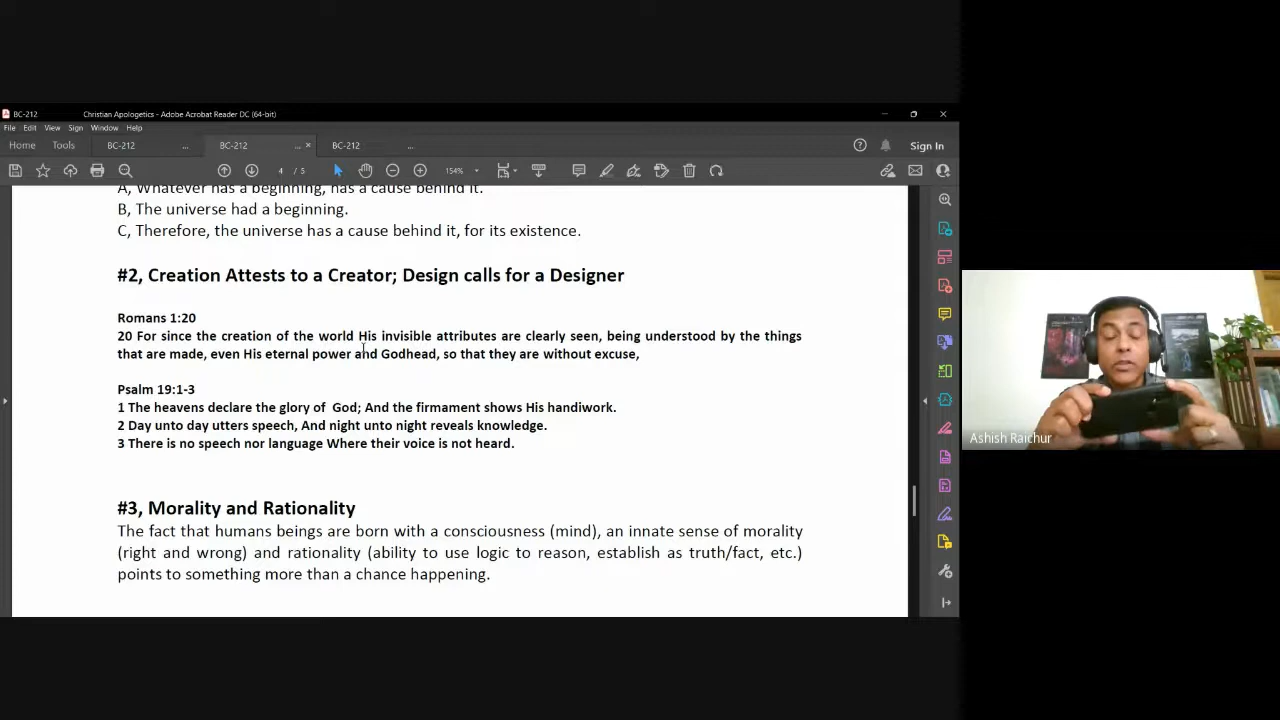 BC-212 Christian Apologetics - Adobe Acrobat Reader DC (64-bit)
File Edit View Sign Window Help
Home Tools BC-212 ... BC-212 ... × BC-212 ... Sign In
4 / 5 154%
A, Whatever has a beginning, has a cause behind it.
B, The universe had a beginning.
C, Therefore, the universe has a cause behind it, for its existence.
#2, Creation Attests to a Creator; Design calls for a Designer
Romans 1:20
20 For since the creation of the world His invisible attributes are clearly seen, being understood by the things
that are made, even His eternal power and Godhead, so that they are without excuse,
Psalm 19:1-3
1 The heavens declare the glory of God; And the firmament shows His handiwork.
2 Day unto day utters speech, And night unto night reveals knowledge.
3 There is no speech nor language Where their voice is not heard.
#3, Morality and Rationality
The fact that humans beings are born with a consciousness (mind), an innate sense of morality
(right and wrong) and rationality (ability to use logic to reason, establish as truth/fact, etc.)
points to something more than a chance happening.
Ashish Raichur